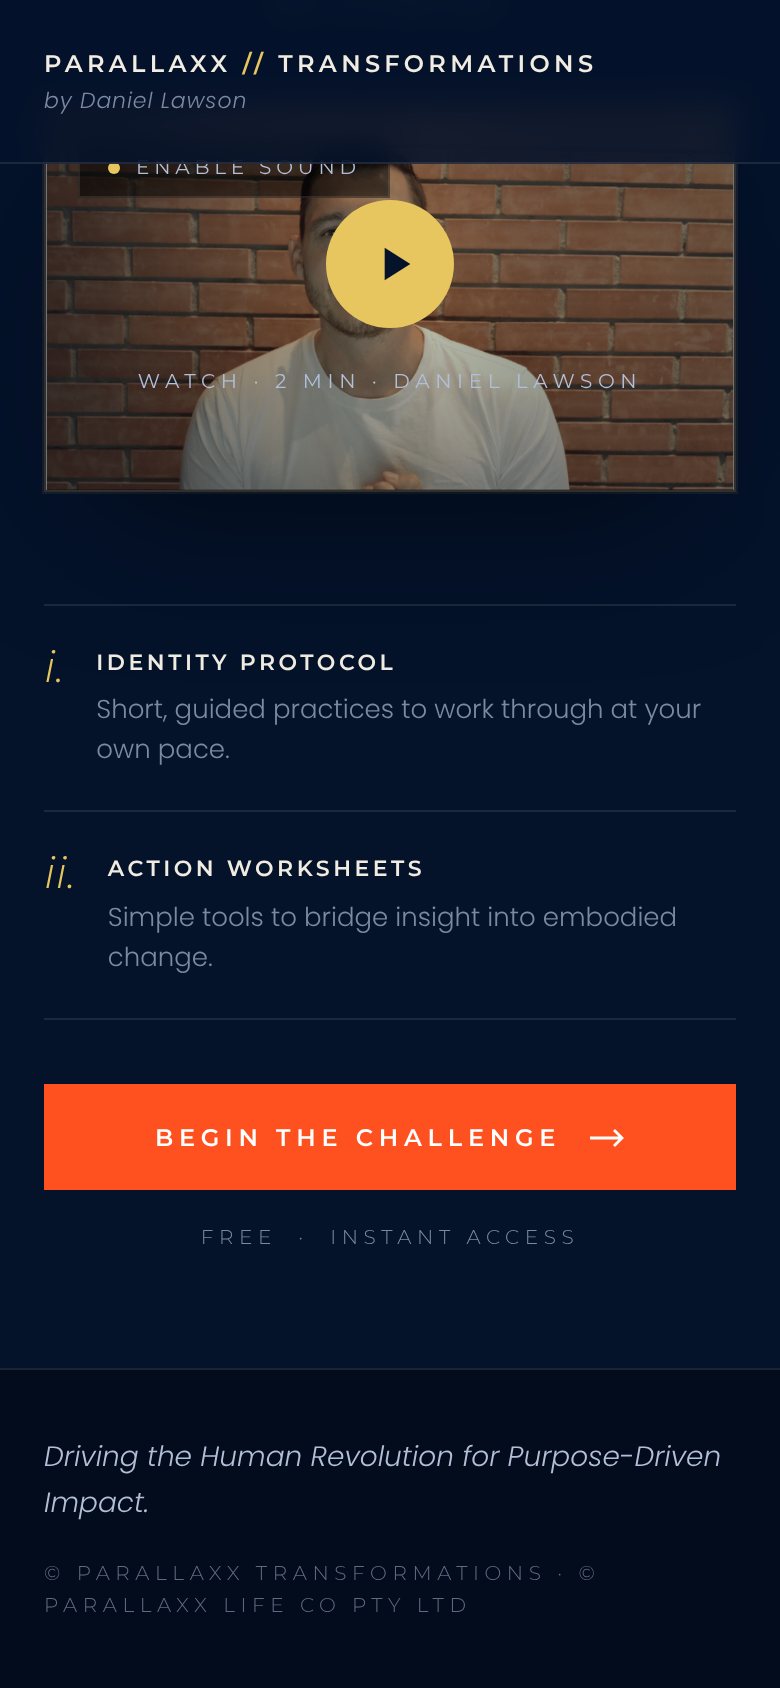 PARALLAXX // TRANSFORMATIONS
by Daniel Lawson
ENABLE SOUND
WATCH · 2 MIN · DANIEL LAWSON
i. IDENTITY PROTOCOL
Short, guided practices to work through at your
own pace.
ii. ACTION WORKSHEETS
Simple tools to bridge insight into embodied
change.
BEGIN THE CHALLENGE →
FREE · INSTANT ACCESS
Driving the Human Revolution for Purpose-Driven
Impact.
© PARALLAXX TRANSFORMATIONS · ©
PARALLAXX LIFE CO PTY LTD